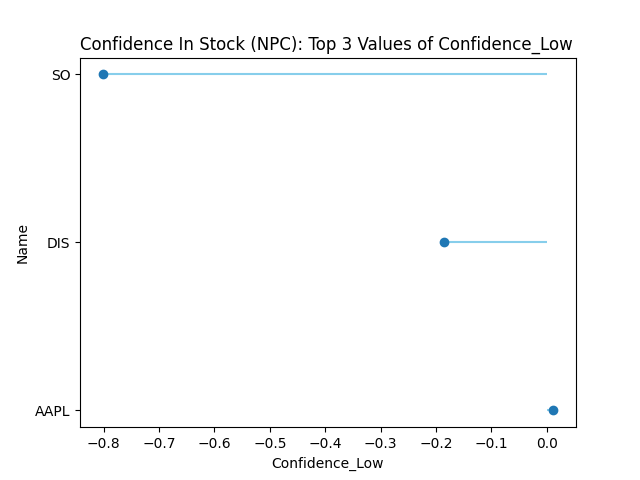 Confidence In Stock (NPC): Top 3 Values of Confidence_Low
SO
DIS
AAPL
Name
−0.8 −0.7 −0.6 −0.5 −0.4 −0.3 −0.2 −0.1 0.0
Confidence_Low